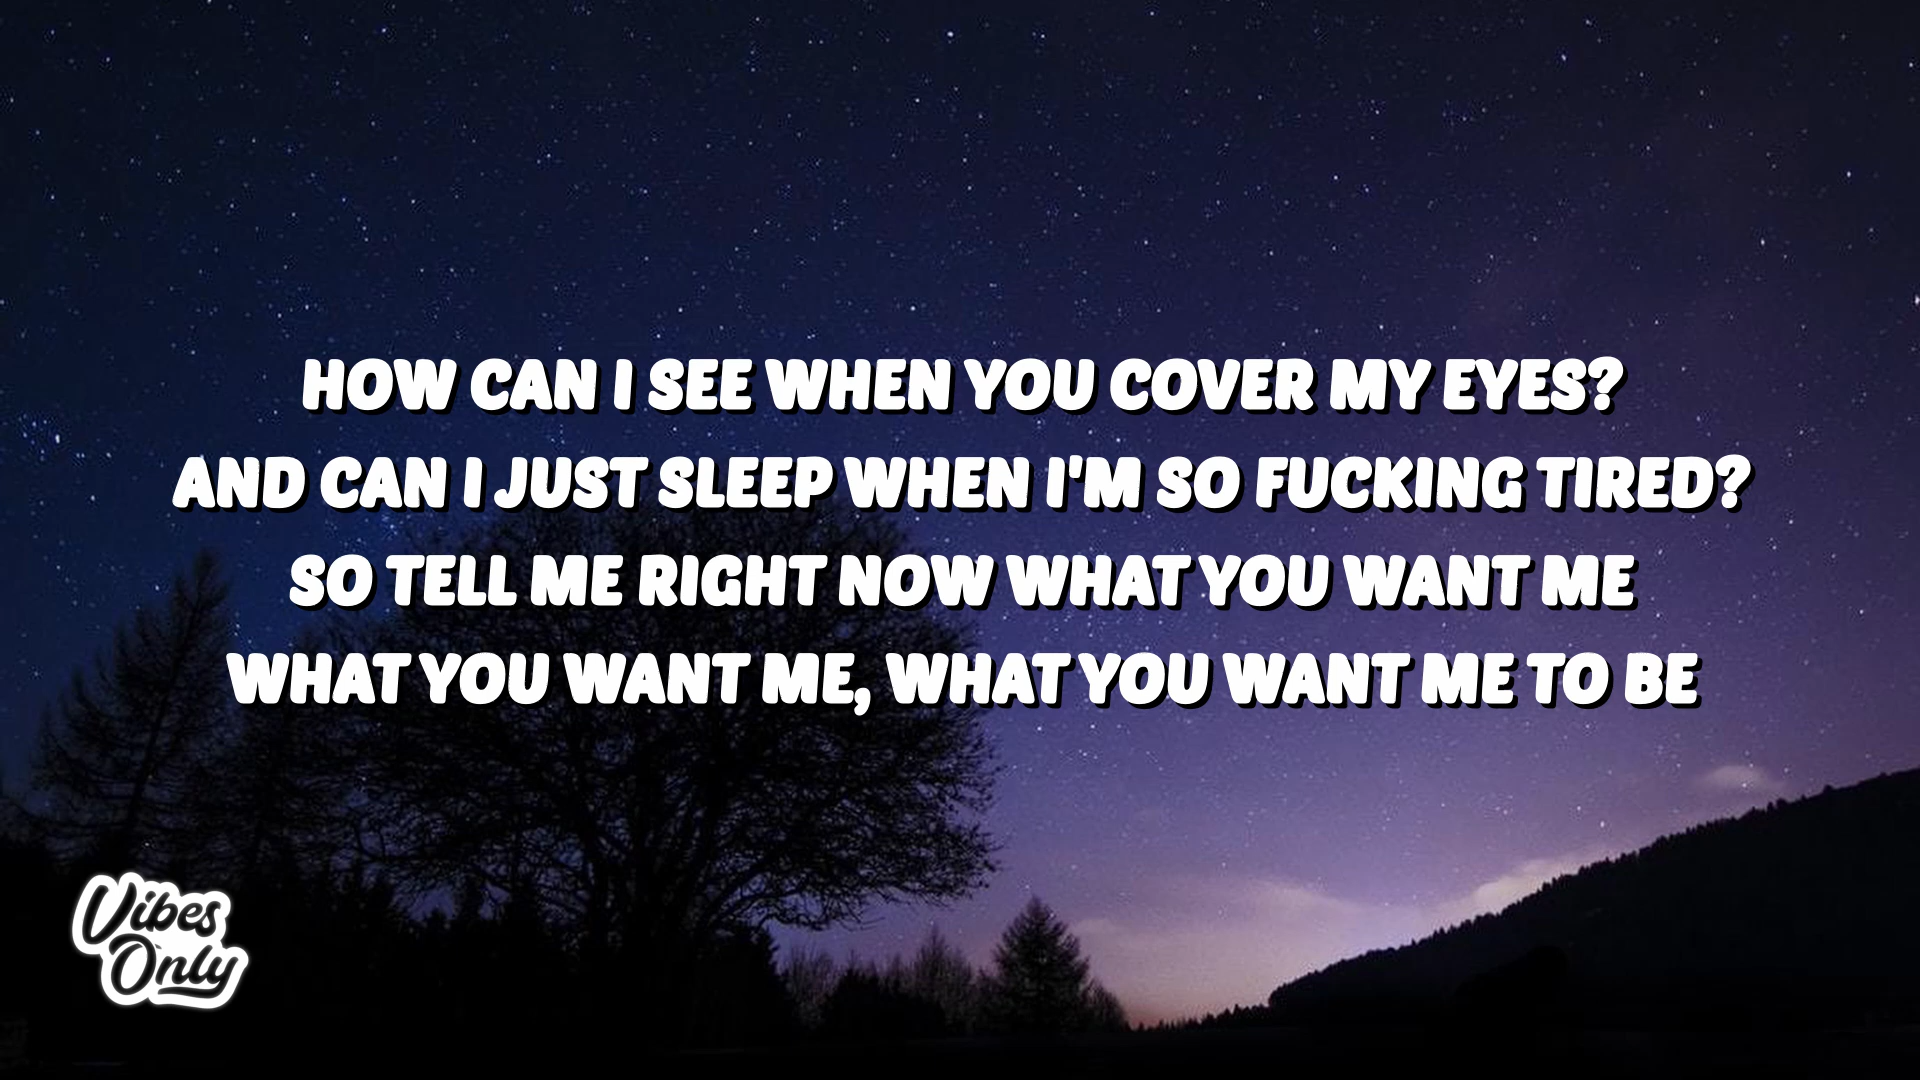 HOW CAN I SEE WHEN YOU COVER MY EYES?
AND CAN I JUST SLEEP WHEN I'M SO FUCKING TIRED?
SO TELL ME RIGHT NOW WHAT YOU WANT ME
WHAT YOU WANT ME, WHAT YOU WANT ME TO BE
Vibes
Only